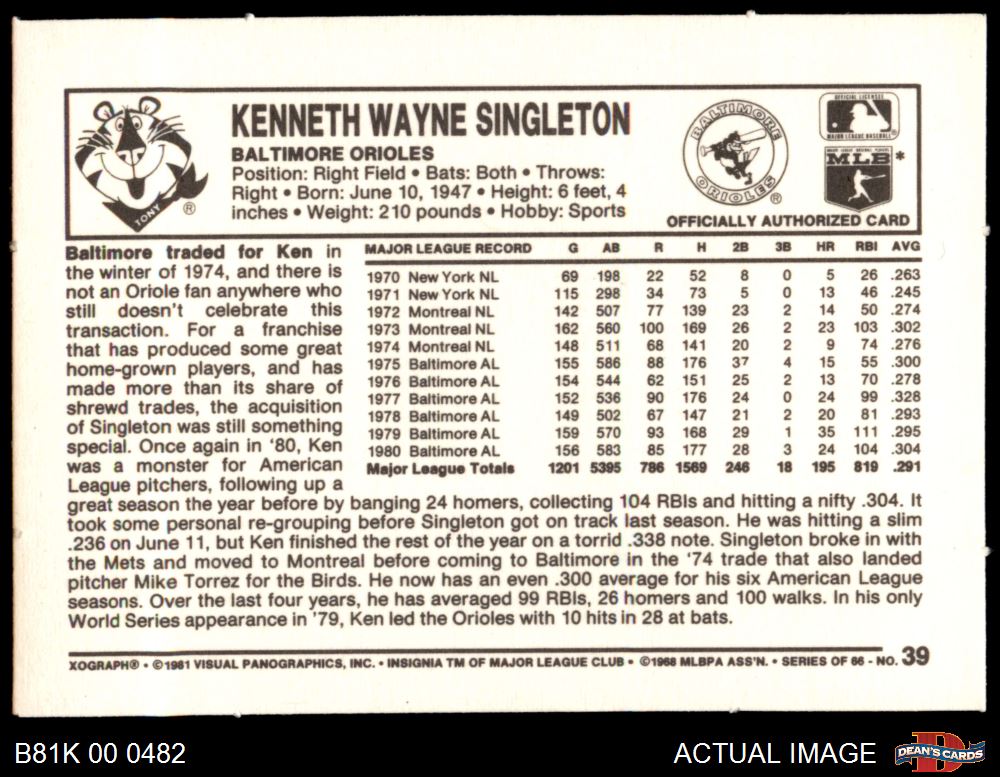 KENNETH WAYNE SINGLETON
BALTIMORE ORIOLES
Position: Right Field • Bats: Both • Throws:
Right • Born: June 10, 1947 • Height: 6 feet, 4
inches • Weight: 210 pounds • Hobby: Sports
TONY ®
BALTIMORE
ORIOLES ®
OFFICIAL LICENSEE
MAJOR LEAGUE BASEBALL
MAJOR LEAGUE BASEBALL PLAYERS
MLB *
OFFICIALLY AUTHORIZED CARD
Baltimore traded for Ken in
the winter of 1974, and there is
not an Oriole fan anywhere who
still doesn't celebrate this
transaction. For a franchise
that has produced some great
home-grown players, and has
made more than its share of
shrewd trades, the acquisition
of Singleton was still something
special. Once again in '80, Ken
was a monster for American
League pitchers, following up a
MAJOR LEAGUE RECORD G AB R H 2B 3B HR RBI AVG
1970 New York NL 69 198 22 52 8 0 5 26 .263
1971 New York NL 115 298 34 73 5 0 13 46 .245
1972 Montreal NL 142 507 77 139 23 2 14 50 .274
1973 Montreal NL 162 560 100 169 26 2 23 103 .302
1974 Montreal NL 148 511 68 141 20 2 9 74 .276
1975 Baltimore AL 155 586 88 176 37 4 15 55 .300
1976 Baltimore AL 154 544 62 151 25 2 13 70 .278
1977 Baltimore AL 152 536 90 176 24 0 24 99 .328
1978 Baltimore AL 149 502 67 147 21 2 20 81 .293
1979 Baltimore AL 159 570 93 168 29 1 35 111 .295
1980 Baltimore AL 156 583 85 177 28 3 24 104 .304
Major League Totals 1201 5395 786 1569 246 18 195 819 .291
great season the year before by banging 24 homers, collecting 104 RBIs and hitting a nifty .304. It
took some personal re-grouping before Singleton got on track last season. He was hitting a slim
.236 on June 11, but Ken finished the rest of the year on a torrid .338 note. Singleton broke in with
the Mets and moved to Montreal before coming to Baltimore in the '74 trade that also landed
pitcher Mike Torrez for the Birds. He now has an even .300 average for his six American League
seasons. Over the last four years, he has averaged 99 RBIs, 26 homers and 100 walks. In his only
World Series appearance in '79, Ken led the Orioles with 10 hits in 28 at bats.
XOGRAPH® • ©1981 VISUAL PANOGRAPHICS, INC. • INSIGNIA TM OF MAJOR LEAGUE CLUB • ©1968 MLBPA ASS'N. • SERIES OF 66 - NO. 39
B81K 00 0482
ACTUAL IMAGE
DEAN'S CARDS